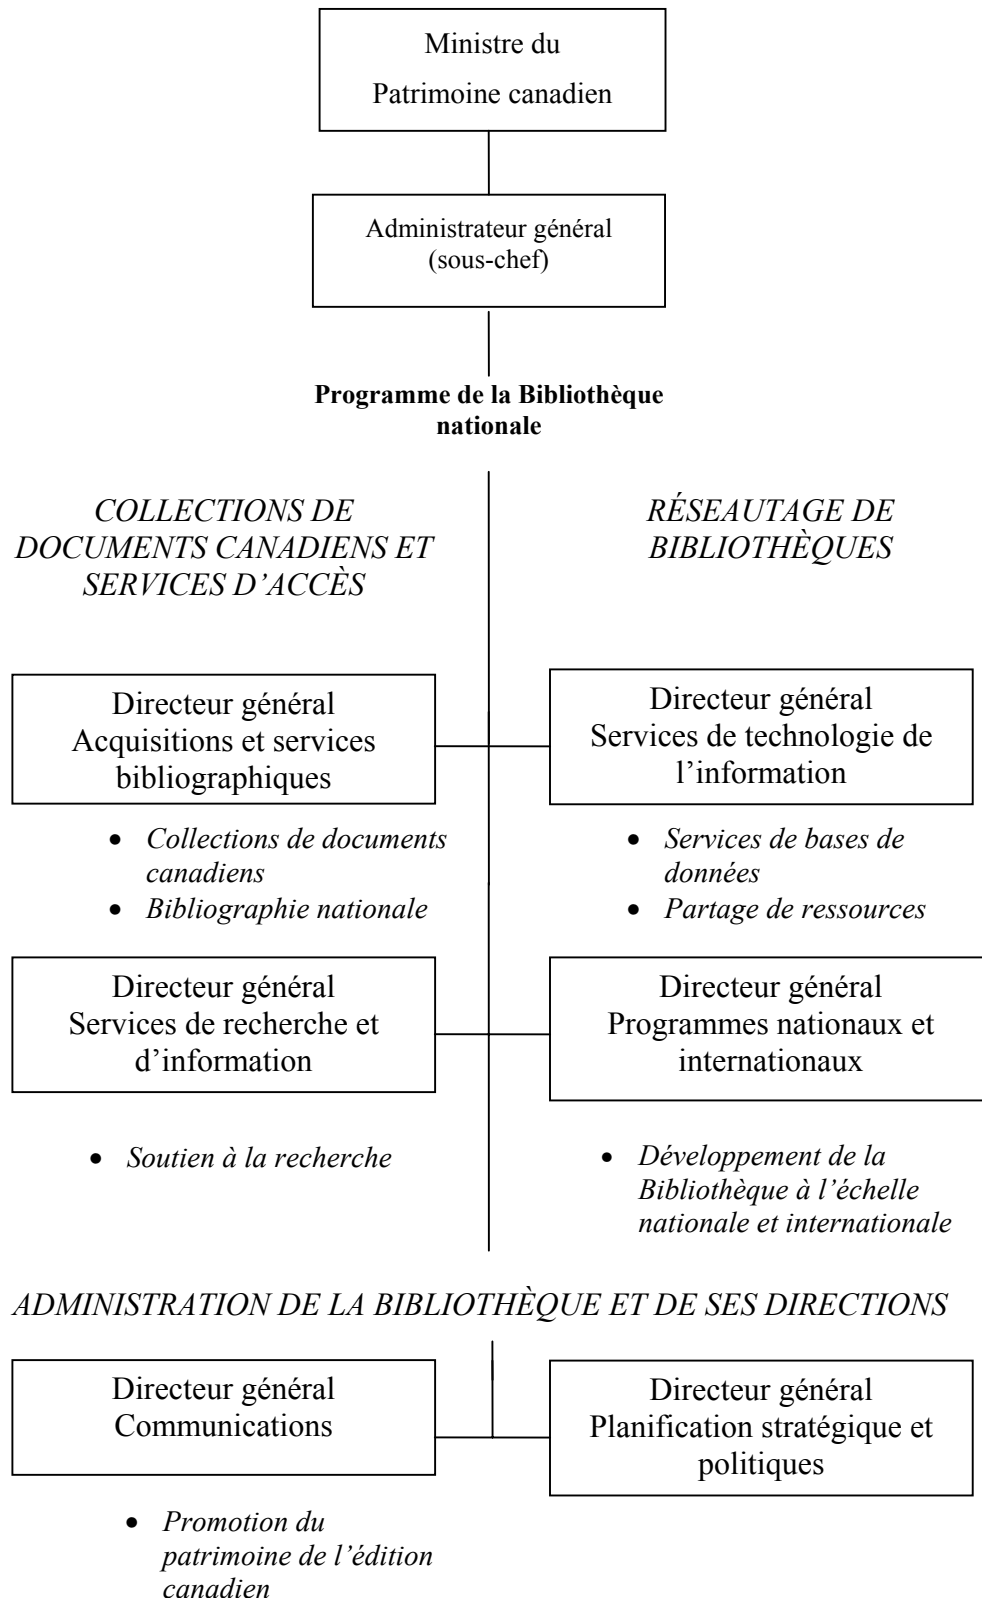 Ministre du
Patrimoine canadien
Administrateur général
(sous-chef)
Programme de la Bibliothèque
nationale
COLLECTIONS DE
DOCUMENTS CANADIENS ET
SERVICES D’ACCÈS
RÉSEAUTAGE DE
BIBLIOTHÈQUES
Directeur général
Acquisitions et services
bibliographiques
• Collections de documents
canadiens
• Bibliographie nationale
Directeur général
Services de technologie de
l’information
• Services de bases de
données
• Partage de ressources
Directeur général
Services de recherche et
d’information
• Soutien à la recherche
Directeur général
Programmes nationaux et
internationaux
• Développement de la
Bibliothèque à l’échelle
nationale et internationale
ADMINISTRATION DE LA BIBLIOTHÈQUE ET DE SES DIRECTIONS
Directeur général
Communications
• Promotion du
patrimoine de l’édition
canadien
Directeur général
Planification stratégique et
politiques